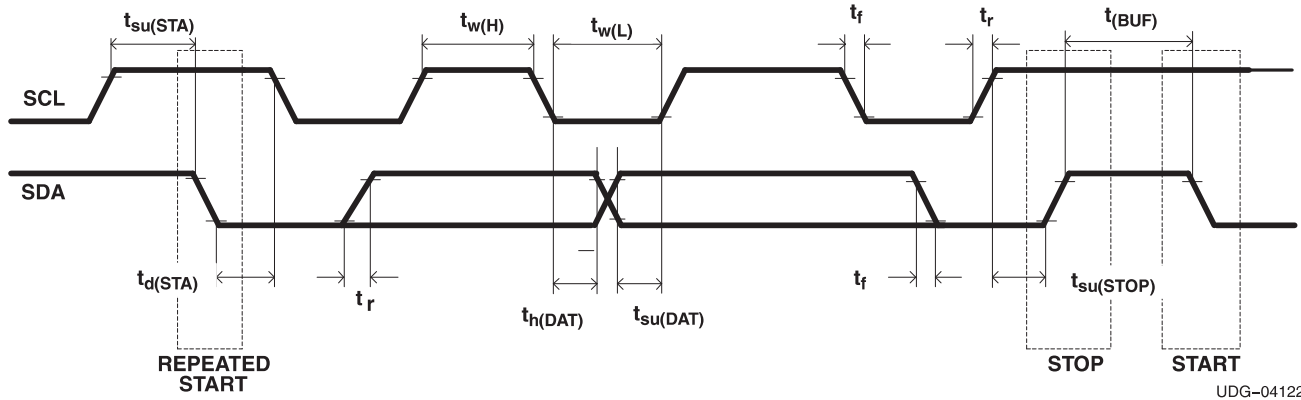 tsu(STA)
tw(H)
tw(L)
tf
tr
t(BUF)
SCL
SDA
td(STA)
tr
th(DAT)
tsu(DAT)
tf
tsu(STOP)
REPEATED
START
STOP
START
UDG–04122